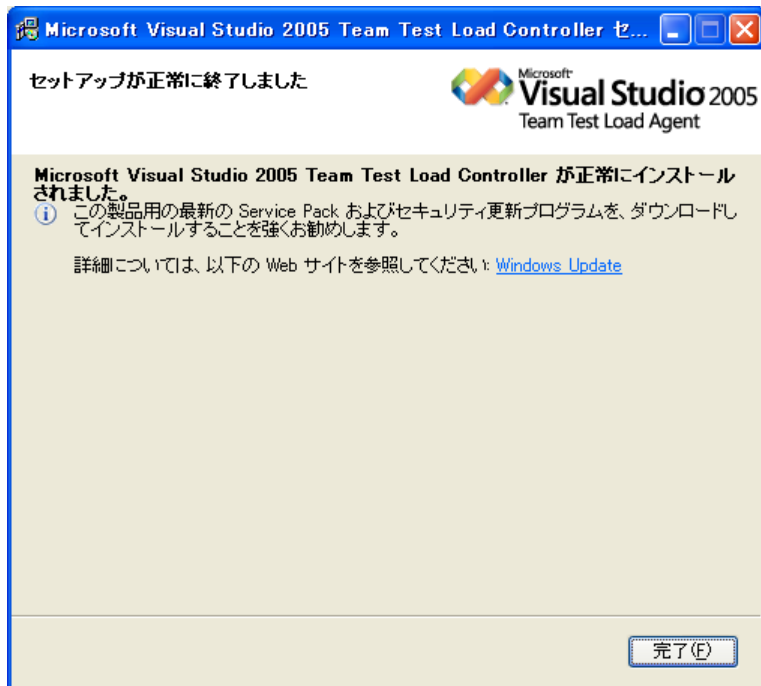 Microsoft Visual Studio 2005 Team Test Load Controller セ...
セットアップが正常に終了しました
Microsoft
Visual Studio 2005
Team Test Load Agent
Microsoft Visual Studio 2005 Team Test Load Controller が正常にインストール
されました。
この製品用の最新の Service Pack およびセキュリティ更新プログラムを、ダウンロードし
てインストールすることを強くお勧めします。
詳細については、以下の Web サイトを参照してください: Windows Update
完了(F)